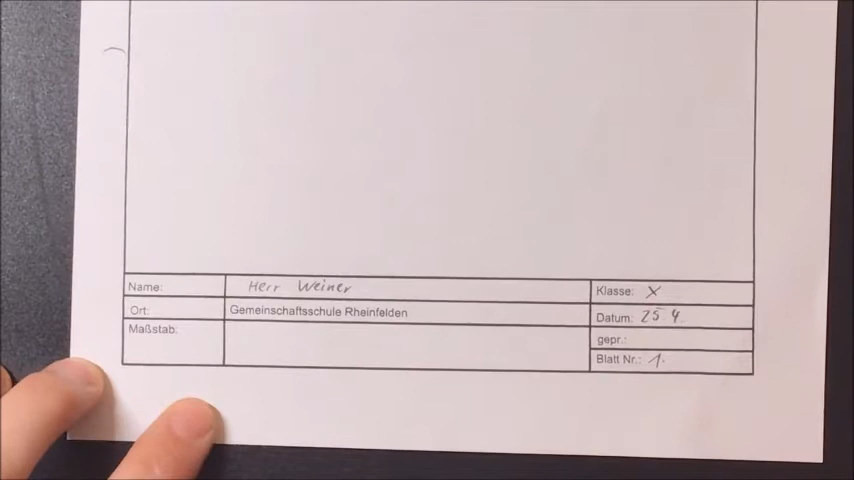 Name: Herr Weiner Klasse: X
Ort: Gemeinschaftsschule Rheinfelden Datum: 25 4.
Maßstab: gepr.:
Blatt Nr.: 1.